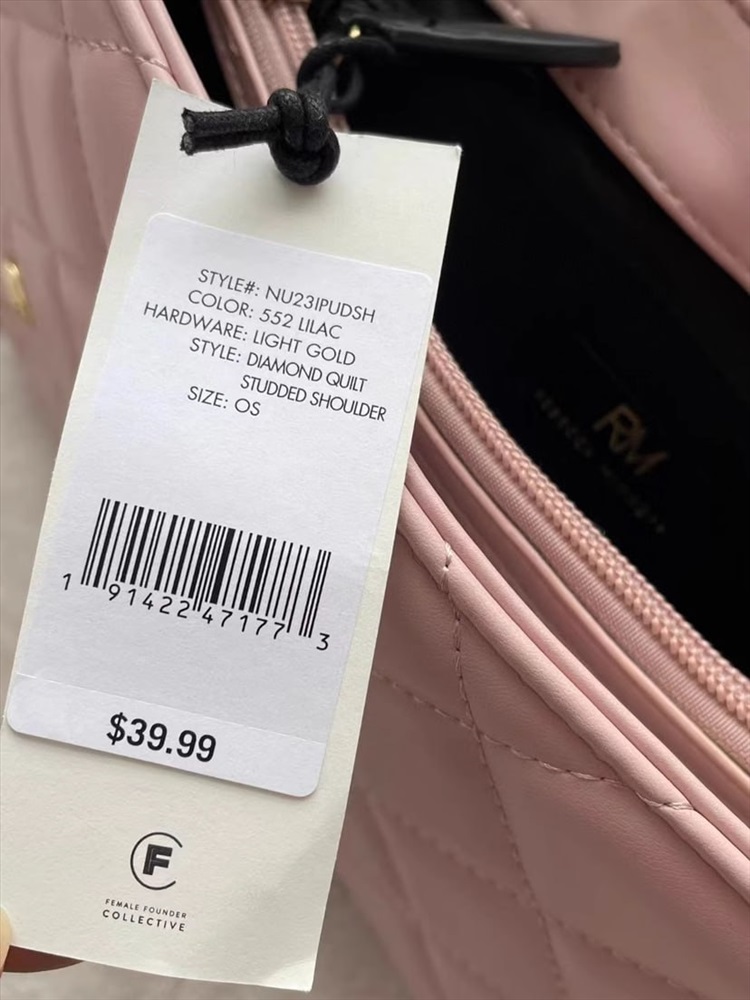 STYLE#: NU23IPUDSH
COLOR: 552 LILAC
HARDWARE: LIGHT GOLD
STYLE: DIAMOND QUILT
STUDDED SHOULDER
SIZE: OS
1 91422 47177 3
$39.99
F
FEMALE FOUNDER
COLLECTIVE
RM